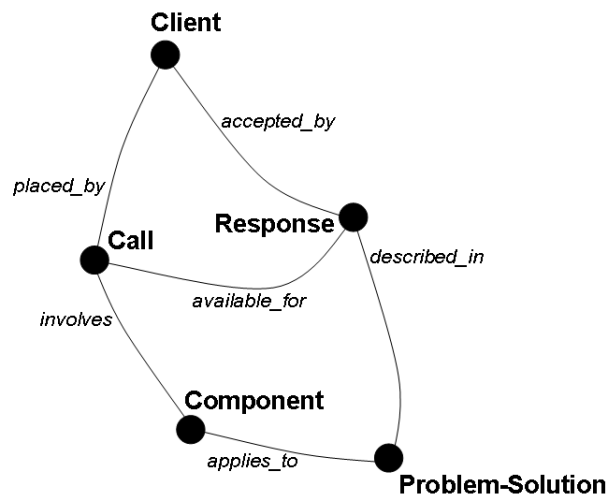 Client
accepted_by
placed_by
Response
Call
described_in
available_for
involves
Component
applies_to
Problem-Solution